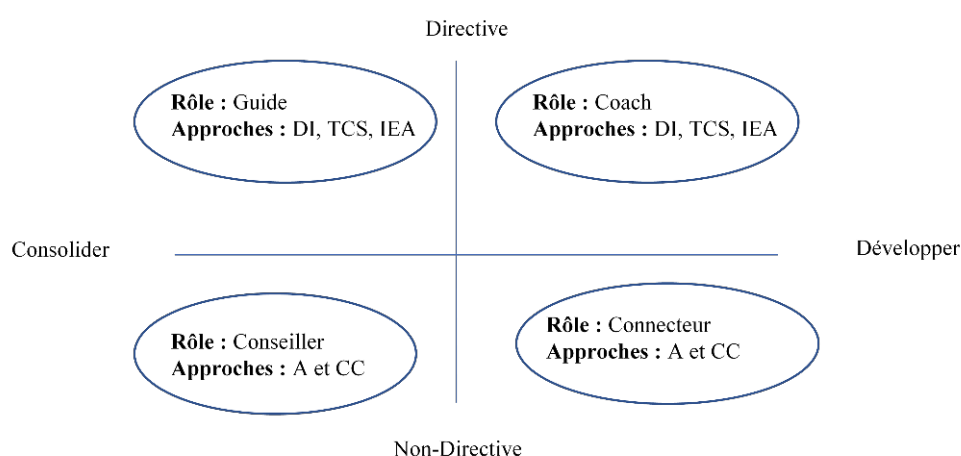 Directive
Rôle : Guide
Approches : DI, TCS, IEA
Rôle : Coach
Approches : DI, TCS, IEA
Consolider
Développer
Rôle : Conseiller
Approches : A et CC
Rôle : Connecteur
Approches : A et CC
Non-Directive